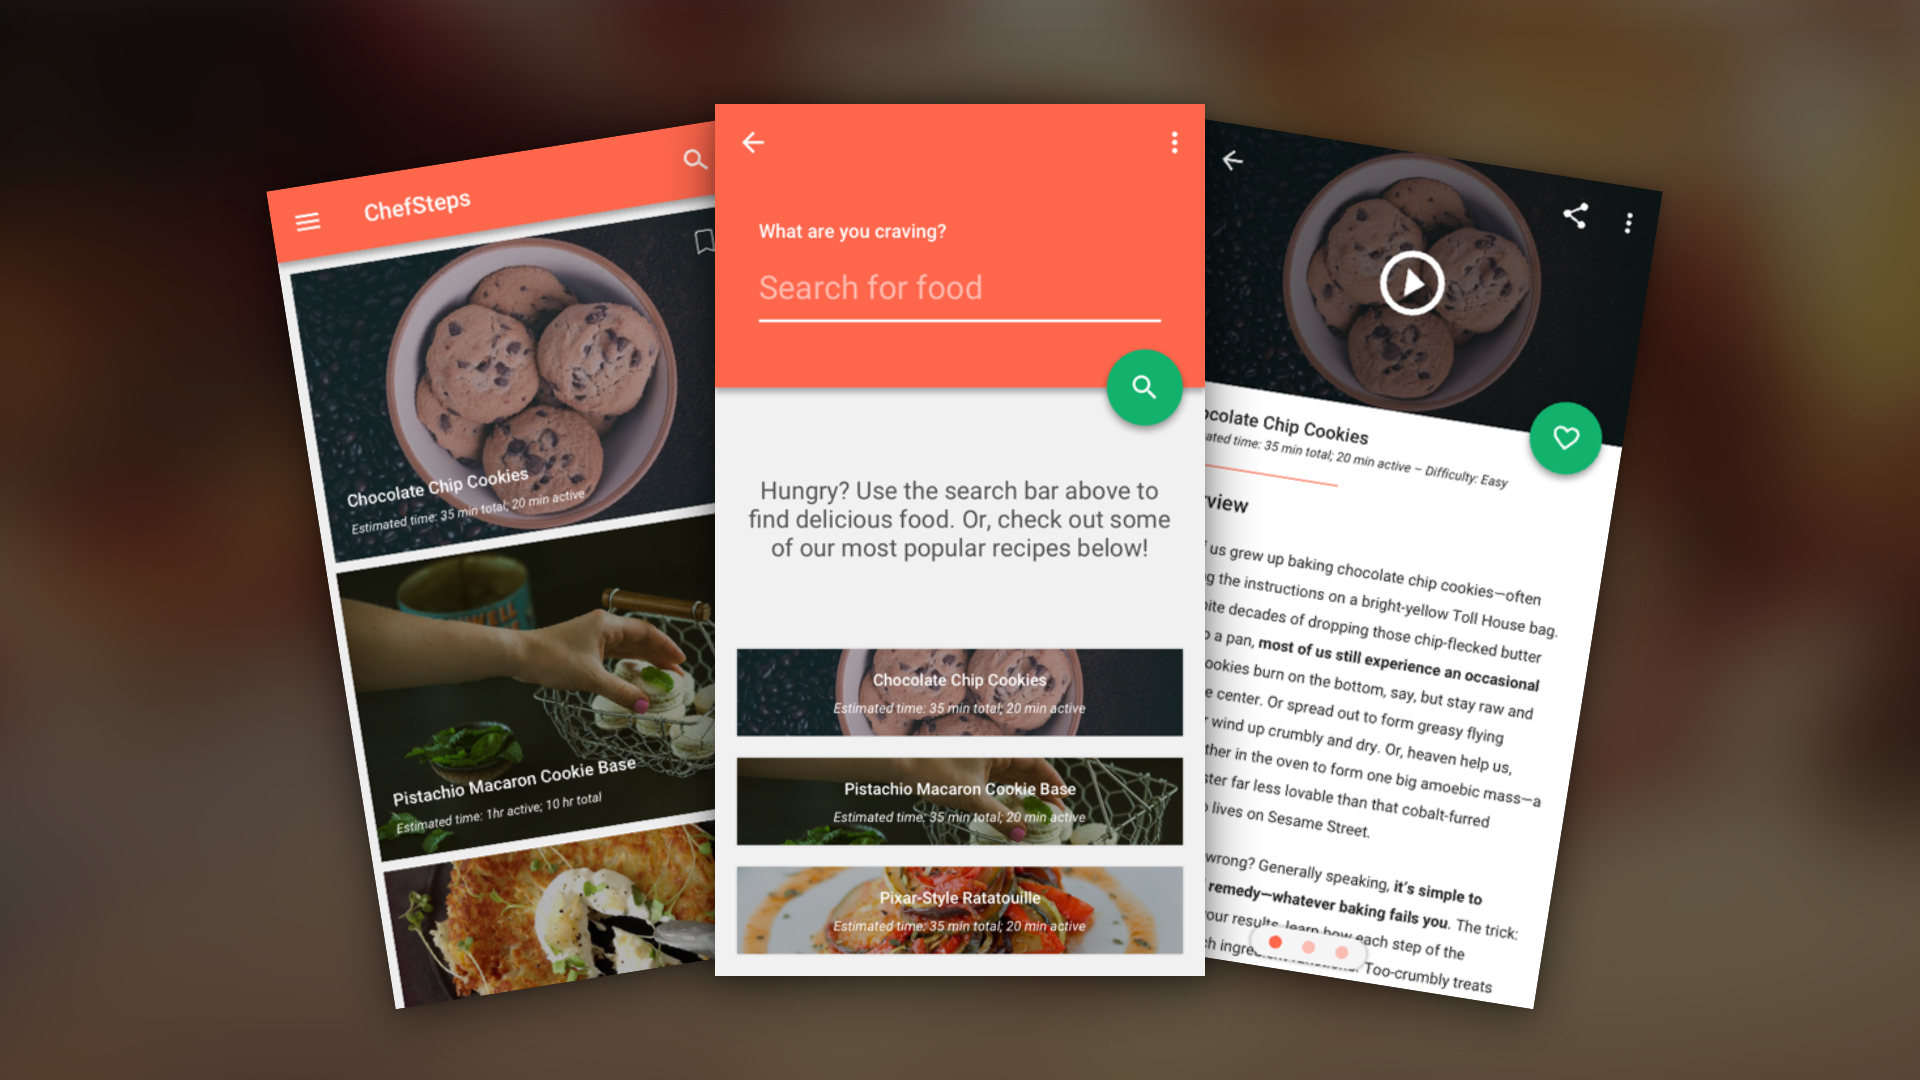 ChefSteps
Chocolate Chip Cookies
Estimated time: 35 min total; 20 min active
Pistachio Macaron Cookie Base
Estimated time: 1hr active; 10 hr total
What are you craving?
Search for food
Hungry? Use the search bar above to
find delicious food. Or, check out some
of our most popular recipes below!
Chocolate Chip Cookies
Estimated time: 35 min total; 20 min active
Pistachio Macaron Cookie Base
Estimated time: 35 min total; 20 min active
Pixar-Style Ratatouille
Estimated time: 35 min total; 20 min active
ocolate Chip Cookies
ated time: 35 min total; 20 min active – Difficulty: Easy
view
us grew up baking chocolate chip cookies—often
g the instructions on a bright-yellow Toll House bag.
ite decades of dropping those chip-flecked butter
o a pan, most of us still experience an occasional
ookies burn on the bottom, say, but stay raw and
e center. Or spread out to form greasy flying
r wind up crumbly and dry. Or, heaven help us,
ther in the oven to form one big amoebic mass—a
ster far less lovable than that cobalt-furred
lives on Sesame Street.
wrong? Generally speaking, it's simple to
remedy—whatever baking fails you. The trick:
our results, learn how each step of the
Too-crumbly treats